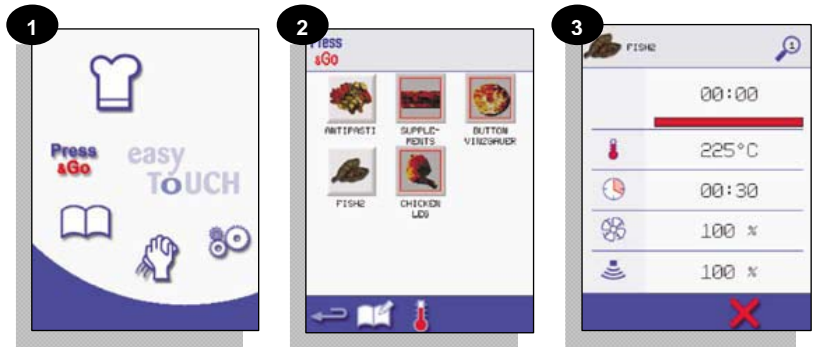 1
Press
&Go
easy
ToUCH
2
Press
&Go
ANTIPASTI
SUPPLE-
MENTS
BUTTON
VINZGAUER
FISH2
CHICKEN
LEG
3
FISH2
1
00:00
225°C
00:30
100 %
100 %